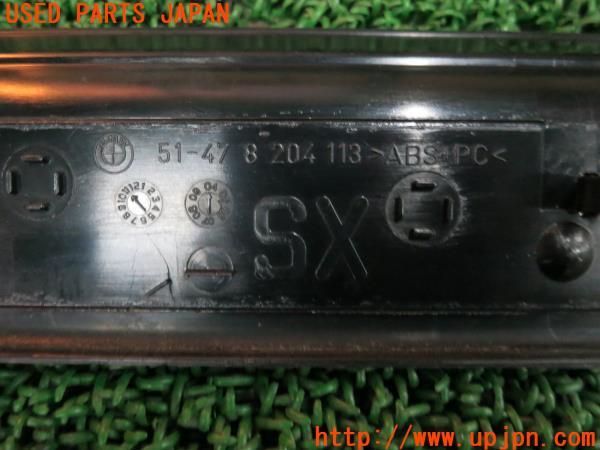 USED PARTS JAPAN
51-47 8 204 113 >ABS+PC<
SX
http://www.upjpn.com/